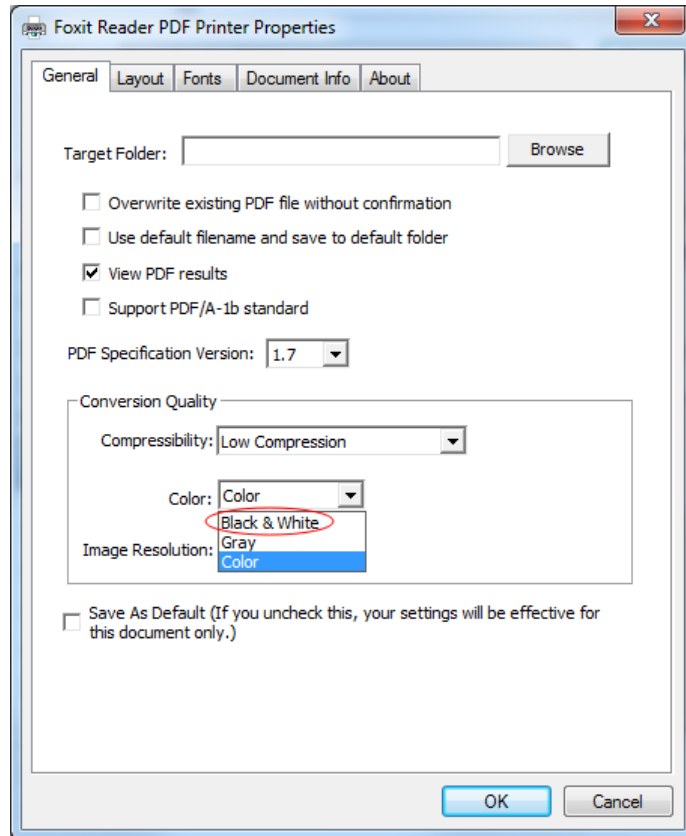 Foxit Reader PDF Printer Properties
General Layout Fonts Document Info About
Target Folder: Browse
Overwrite existing PDF file without confirmation
Use default filename and save to default folder
View PDF results
Support PDF/A-1b standard
PDF Specification Version: 1.7
Conversion Quality
Compressibility: Low Compression
Color: Color
Black & White
Gray
Image Resolution:
Color
Save As Default (If you uncheck this, your settings will be effective for
this document only.)
OK Cancel